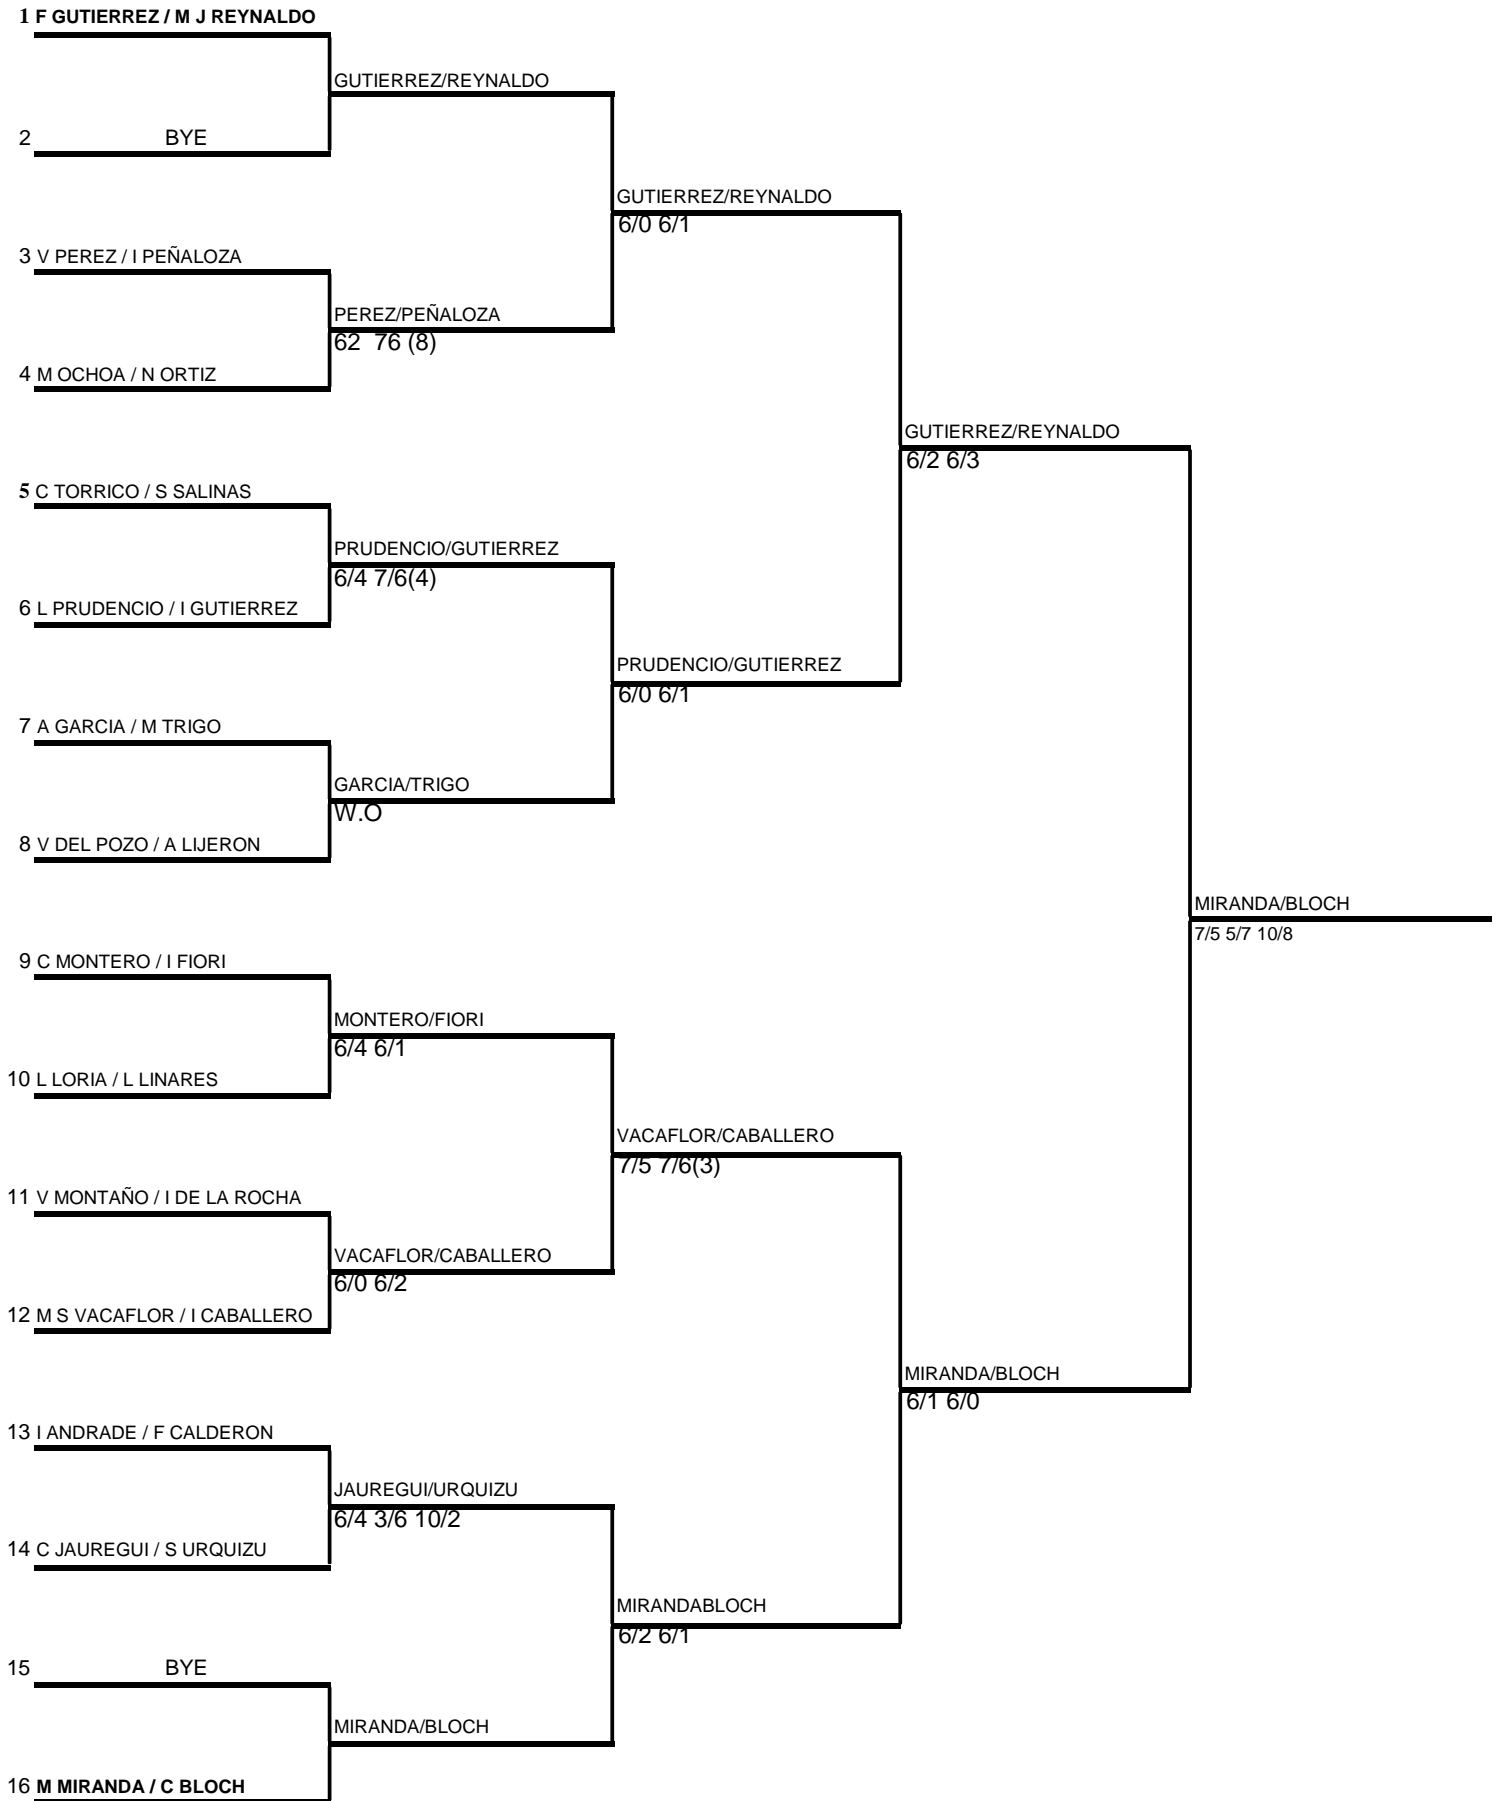 1 F GUTIERREZ / M J REYNALDO
GUTIERREZ/REYNALDO
2 BYE
GUTIERREZ/REYNALDO
6/0 6/1
3 V PEREZ / I PEÑALOZA
PEREZ/PEÑALOZA
62 76 (8)
4 M OCHOA / N ORTIZ
GUTIERREZ/REYNALDO
6/2 6/3
5 C TORRICO / S SALINAS
PRUDENCIO/GUTIERREZ
6/4 7/6(4)
6 L PRUDENCIO / I GUTIERREZ
PRUDENCIO/GUTIERREZ
6/0 6/1
7 A GARCIA / M TRIGO
GARCIA/TRIGO
W.O
8 V DEL POZO / A LIJERON
MIRANDA/BLOCH
7/5 5/7 10/8
9 C MONTERO / I FIORI
MONTERO/FIORI
6/4 6/1
10 L LORIA / L LINARES
VACAFLOR/CABALLERO
7/5 7/6(3)
11 V MONTAÑO / I DE LA ROCHA
VACAFLOR/CABALLERO
6/0 6/2
12 M S VACAFLOR / I CABALLERO
MIRANDA/BLOCH
6/1 6/0
13 I ANDRADE / F CALDERON
JAUREGUI/URQUIZU
6/4 3/6 10/2
14 C JAUREGUI / S URQUIZU
MIRANDABLOCH
6/2 6/1
15 BYE
MIRANDA/BLOCH
16 M MIRANDA / C BLOCH